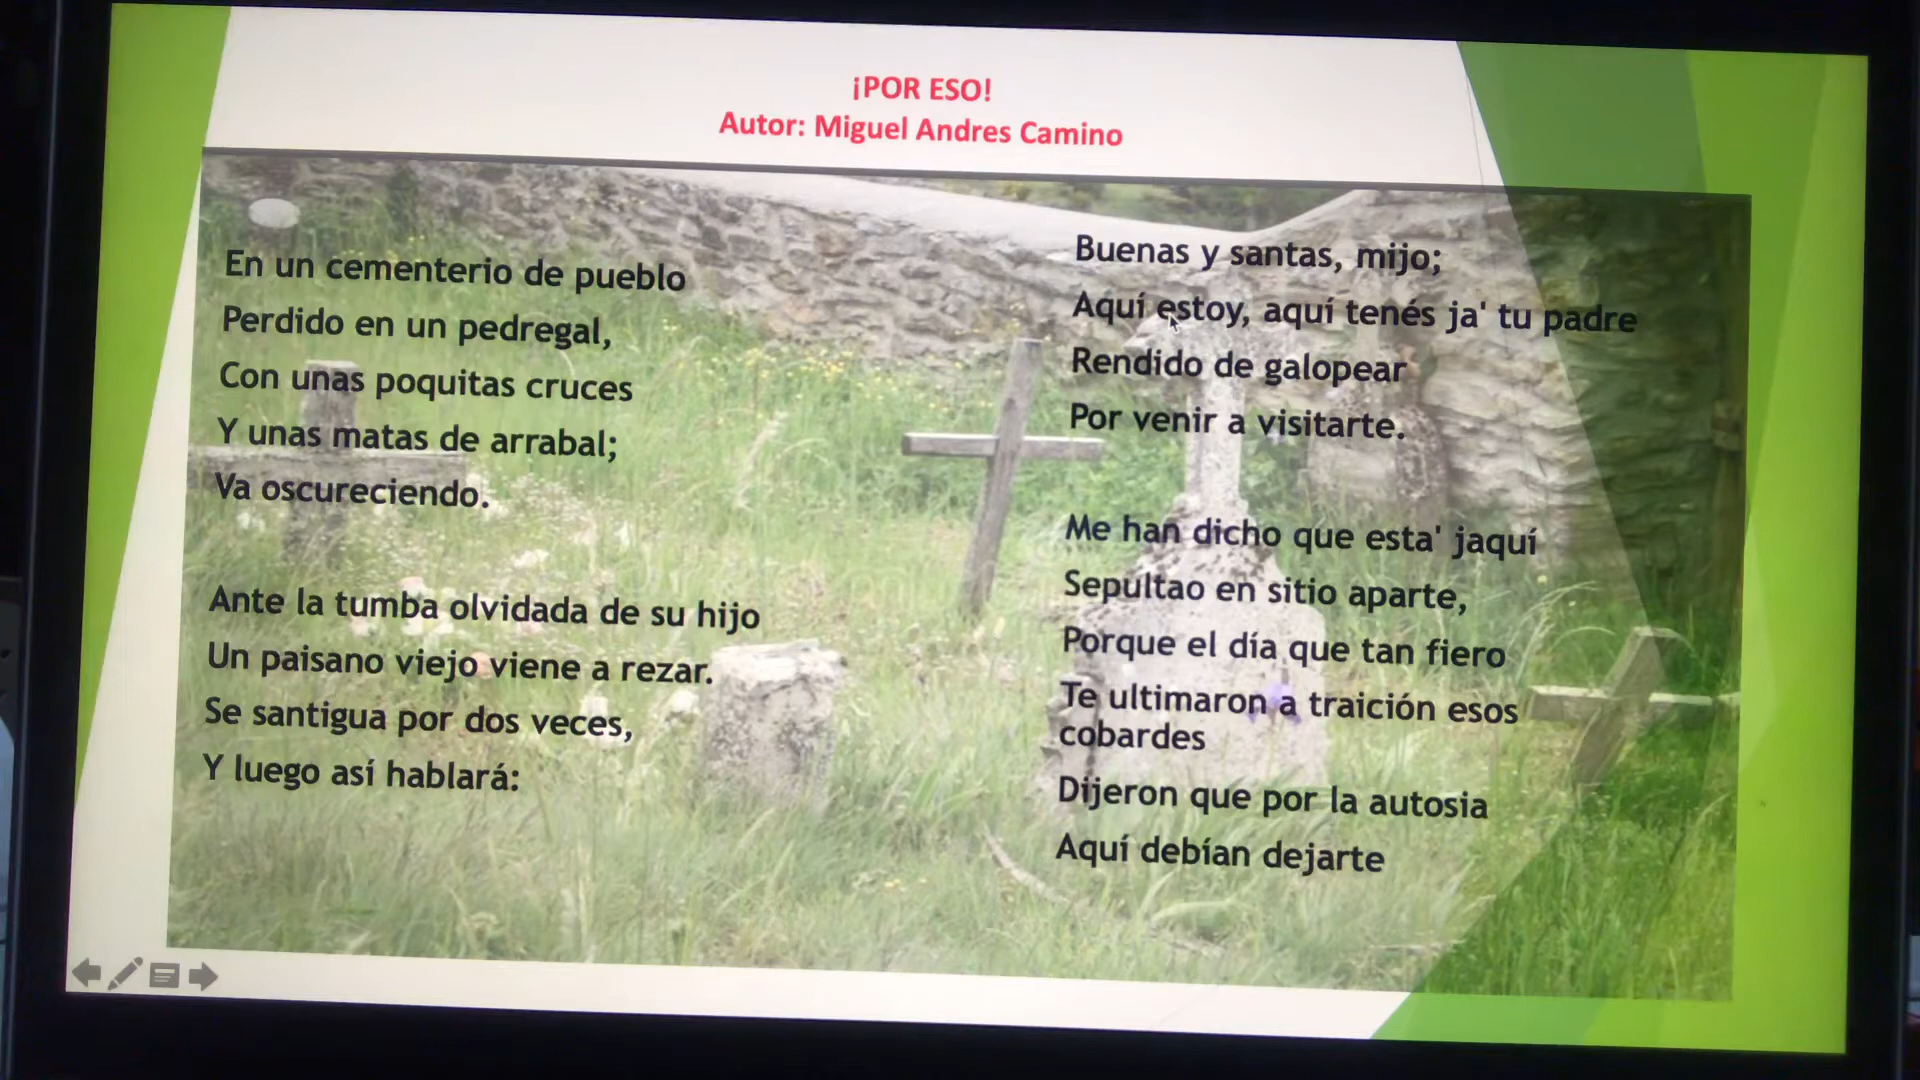 ¡POR ESO!
Autor: Miguel Andres Camino
En un cementerio de pueblo
Perdido en un pedregal,
Con unas poquitas cruces
Y unas matas de arrabal;
Va oscureciendo.
Ante la tumba olvidada de su hijo
Un paisano viejo viene a rezar.
Se santigua por dos veces,
Y luego así hablará:
Buenas y santas, mijo;
Aquí estoy, aquí tenés ja' tu padre
Rendido de galopear
Por venir a visitarte.
Me han dicho que esta' jaquí
Sepultao en sitio aparte,
Porque el día que tan fiero
Te ultimaron a traición esos
cobardes
Dijeron que por la autosia
Aquí debían dejarte